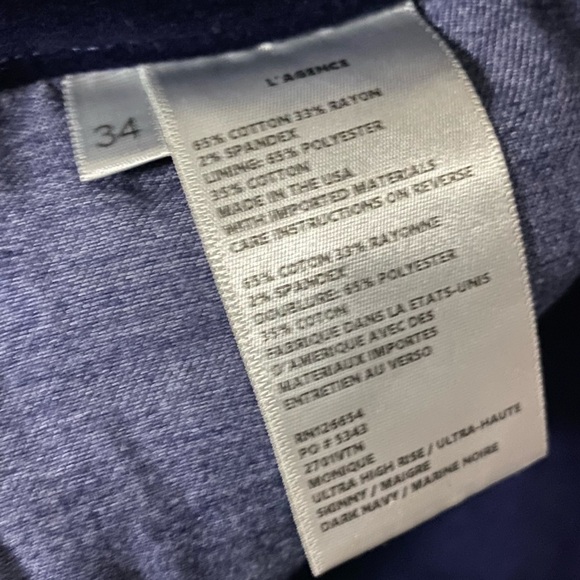 34
L'AGENCE
65% COTTON 33% RAYON
2% SPANDEX
LINING: 65% POLYESTER
35% COTTON
MADE IN THE USA
WITH IMPORTED MATERIALS
CARE INSTRUCTIONS ON REVERSE
65% COTON 33% RAYONNE
2% SPANDEX
DOUBLURE: 65% POLYESTER
35% COTON
FABRIQUE DANS LA ETATS-UNIS
D'AMERIQUE AVEC DES
MATERIAUX IMPORTES
ENTRETIEN AU VERSO
RN126654
PO # 5343
2701VTN
MONIQUE
ULTRA HIGH RISE / ULTRA-HAUTE
SKINNY / MAIGRE
DARK NAVY / MARINE NOIRE